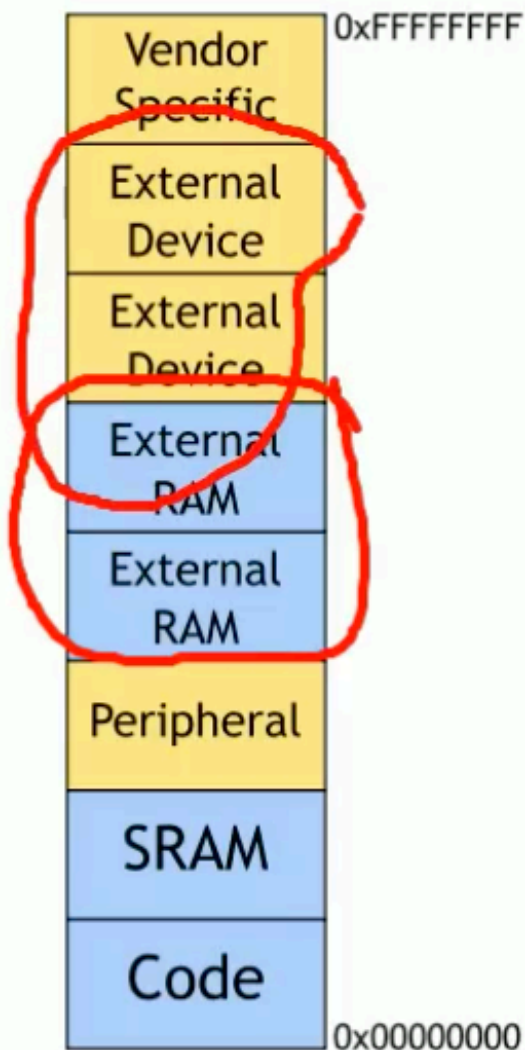 0xFFFFFFFF
Vendor
Specific
External
Device
External
Device
External
RAM
External
RAM
Peripheral
SRAM
Code
0x00000000